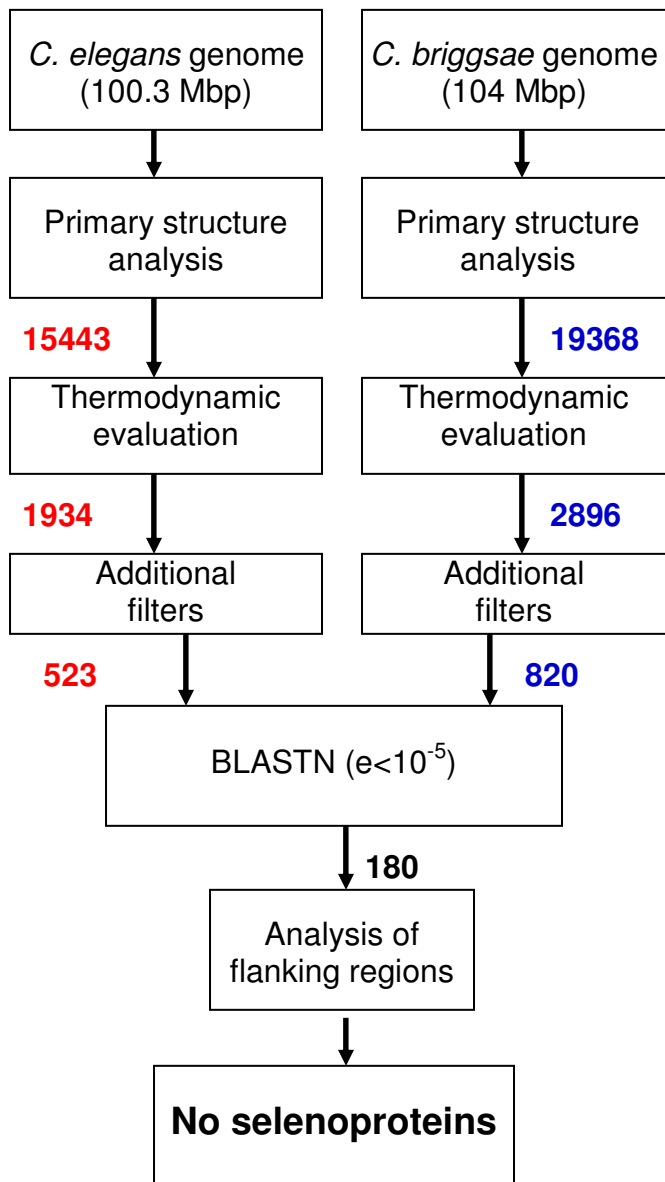 C. elegans genome
(100.3 Mbp)
C. briggsae genome
(104 Mbp)
Primary structure
analysis
Primary structure
analysis
15443
19368
Thermodynamic
evaluation
Thermodynamic
evaluation
1934
2896
Additional
filters
Additional
filters
523
820
BLASTN (e<10⁻⁵)
180
Analysis of
flanking regions
No selenoproteins